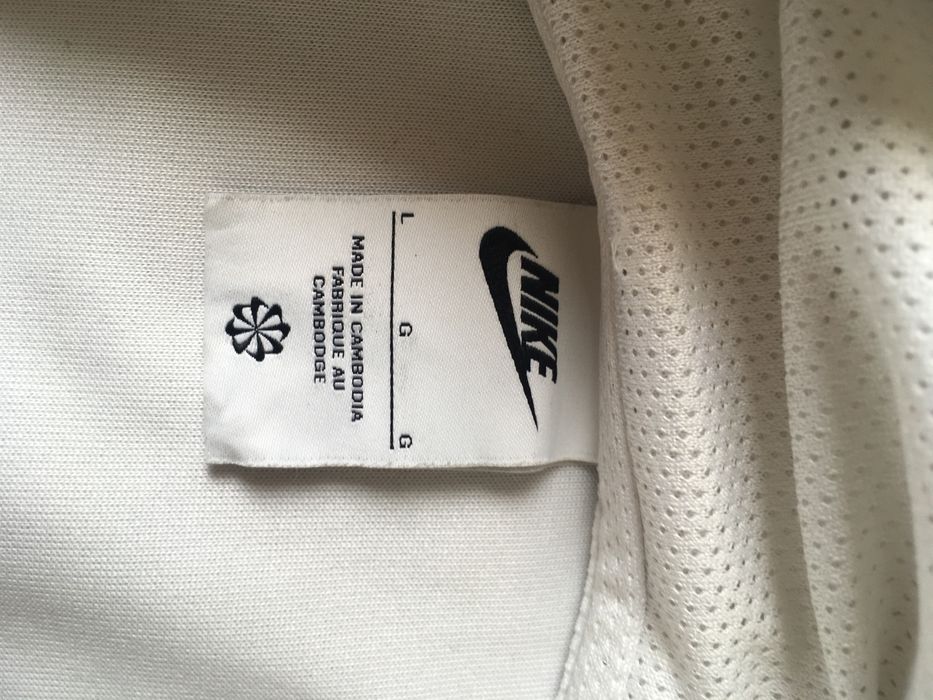 NIKE
L G G
MADE IN CAMBODIA
FABRIQUE AU
CAMBODGE